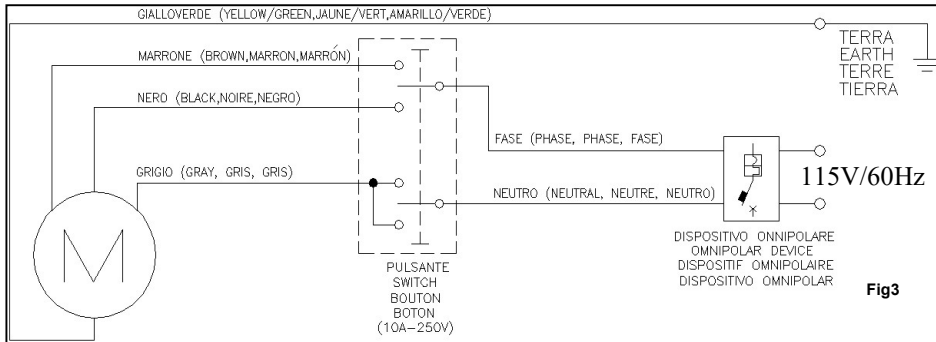 GIALLOVERDE (YELLOW/GREEN,JAUNE/VERT,AMARILLO/VERDE)
TERRA
EARTH
TERRE
TIERRA
MARRONE (BROWN,MARRON,MARRÓN)
NERO (BLACK,NOIRE,NEGRO)
FASE (PHASE, PHASE, FASE)
GRIGIO (GRAY, GRIS, GRIS)
115V/60Hz
NEUTRO (NEUTRAL, NEUTRE, NEUTRO)
M
DISPOSITIVO ONNIPOLARE
OMNIPOLAR DEVICE
DISPOSITIF OMNIPOLAIRE
DISPOSITIVO OMNIPOLAR
PULSANTE
SWITCH
BOUTON
BOTON
(10A-250V)
Fig3